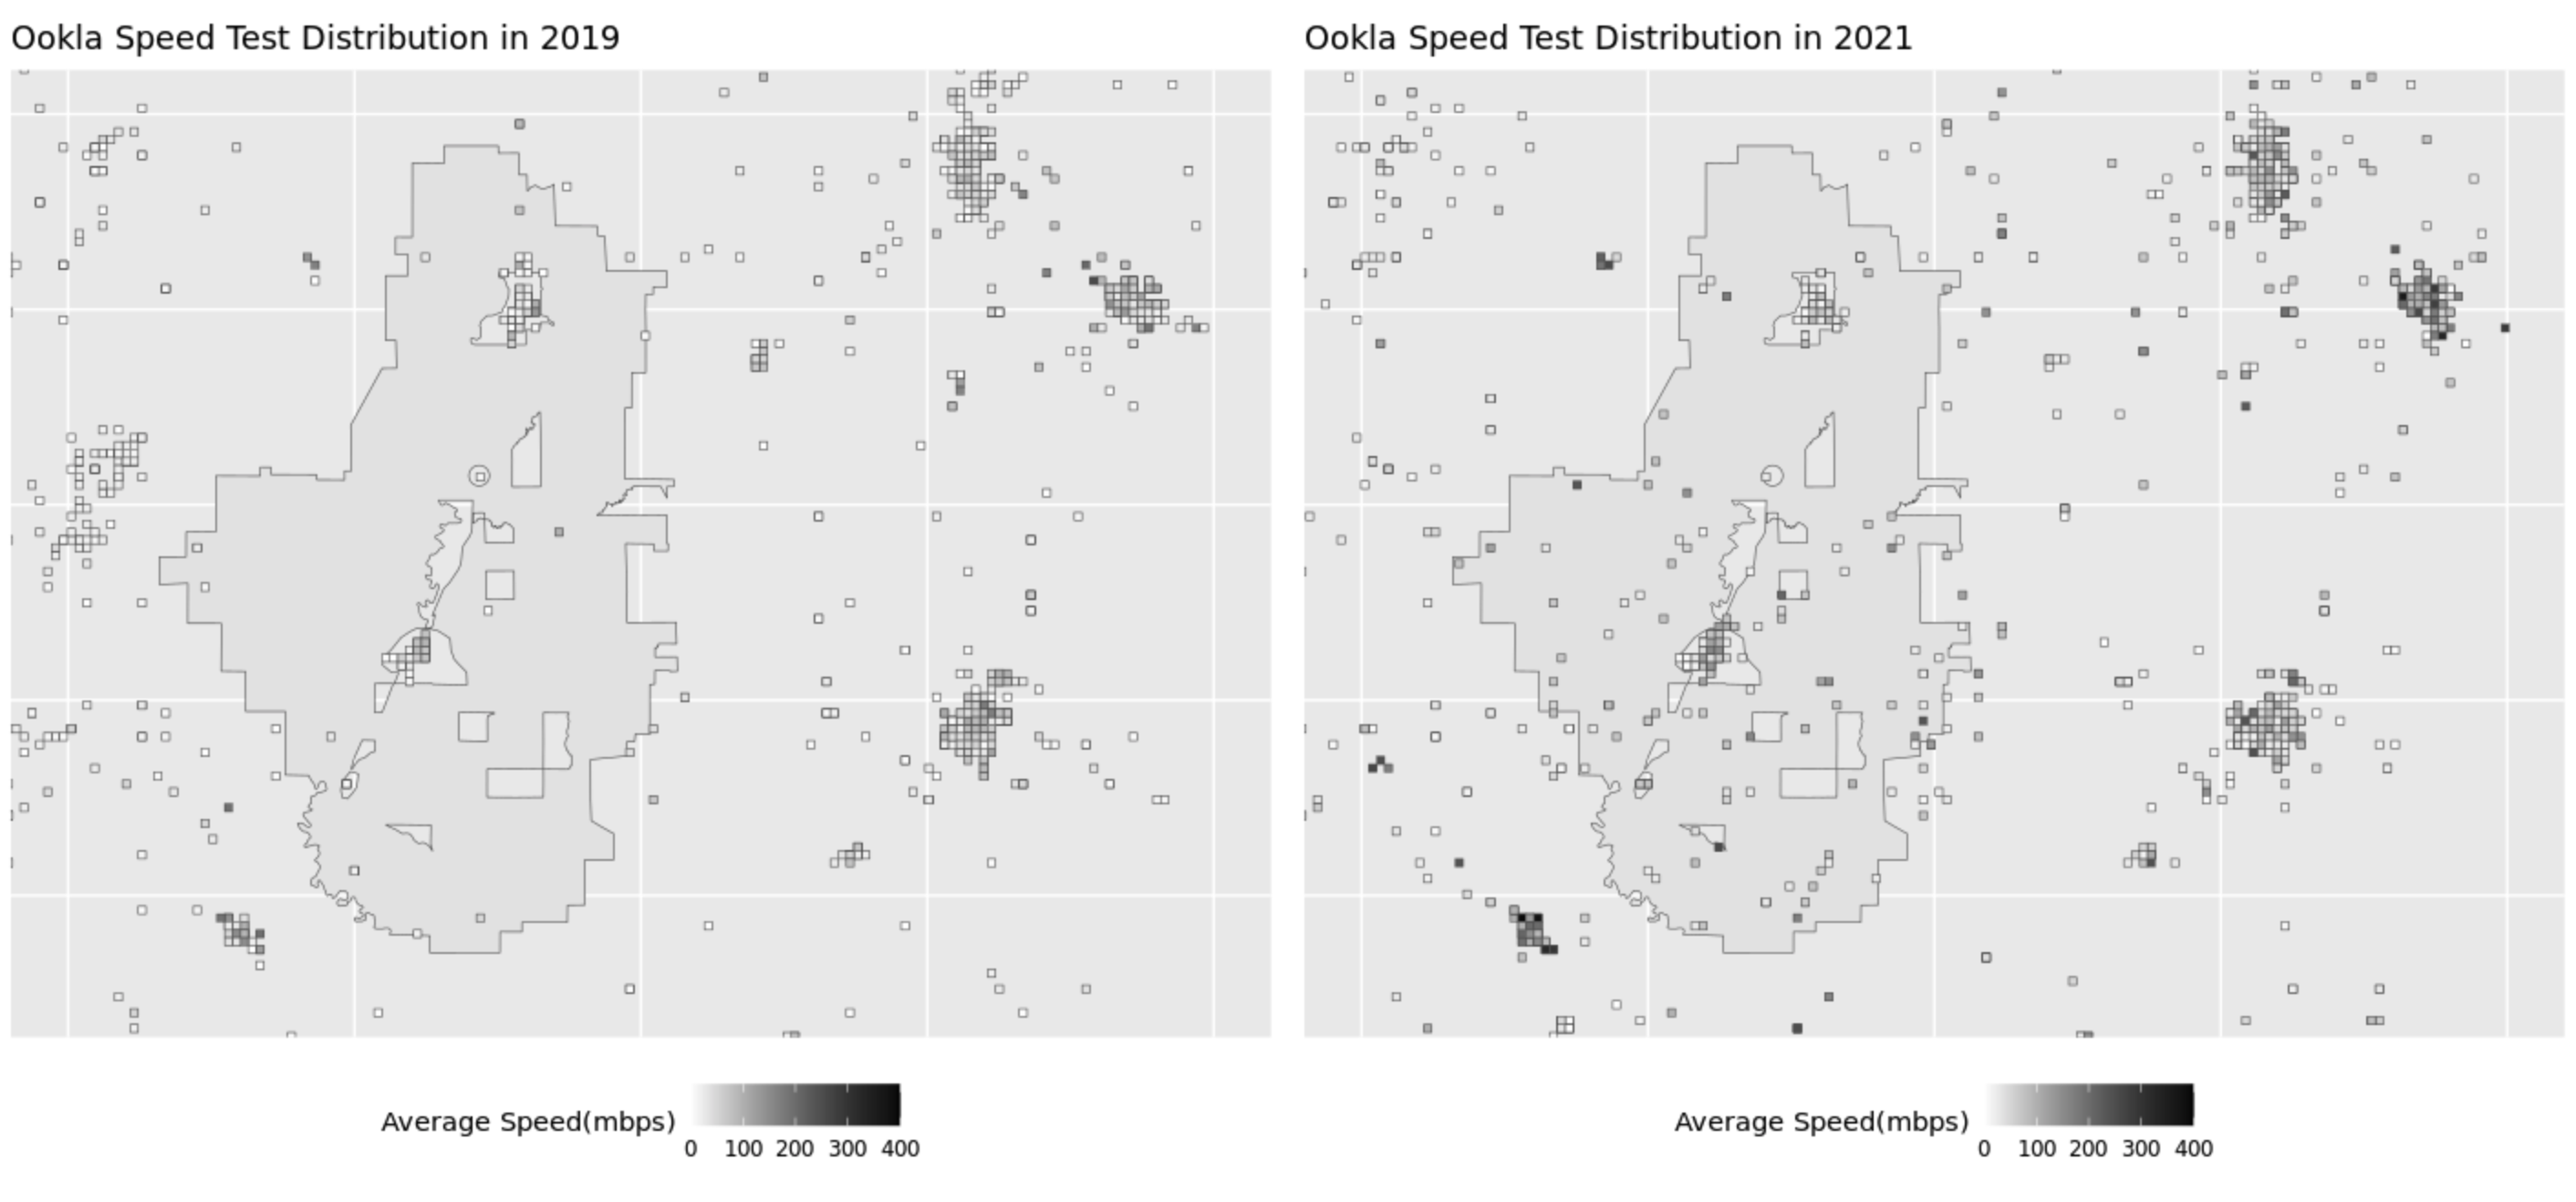 Ookla Speed Test Distribution in 2019
Ookla Speed Test Distribution in 2021
Average Speed(mbps)
0 100 200 300 400
Average Speed(mbps)
0 100 200 300 400